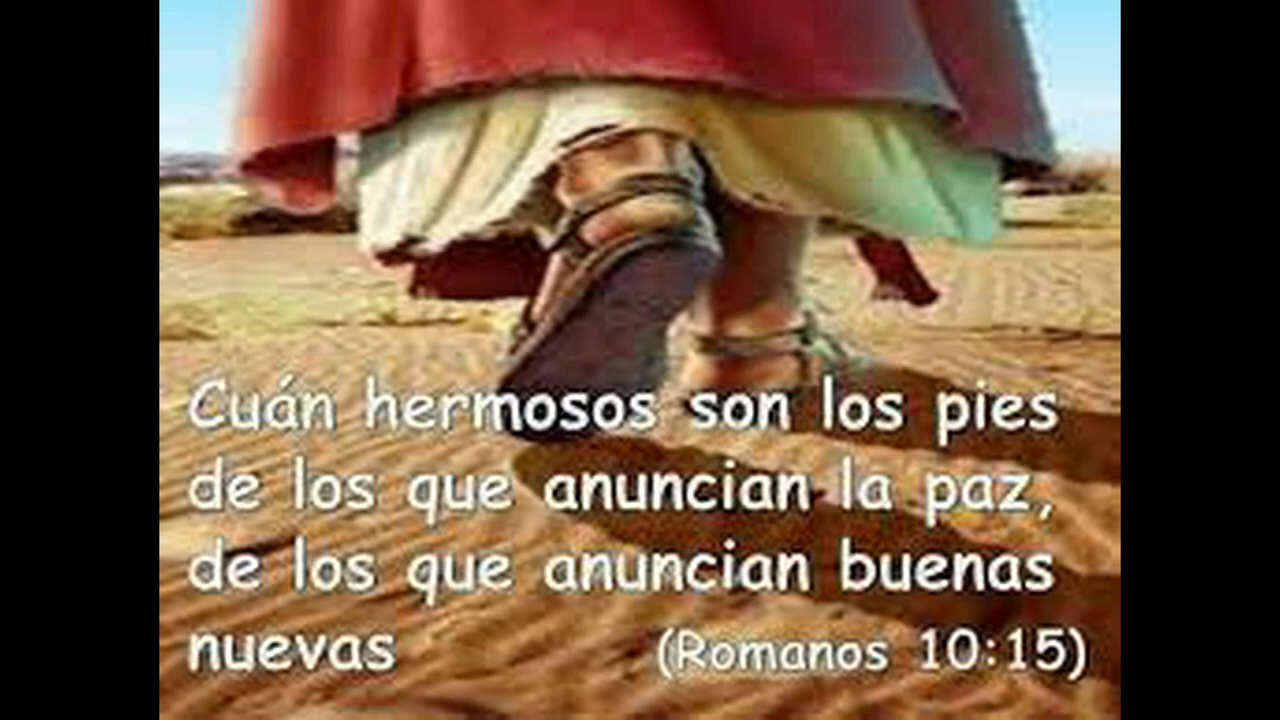 Cuán hermosos son los pies
de los que anuncian la paz,
de los que anuncian buenas
nuevas (Romanos 10:15)